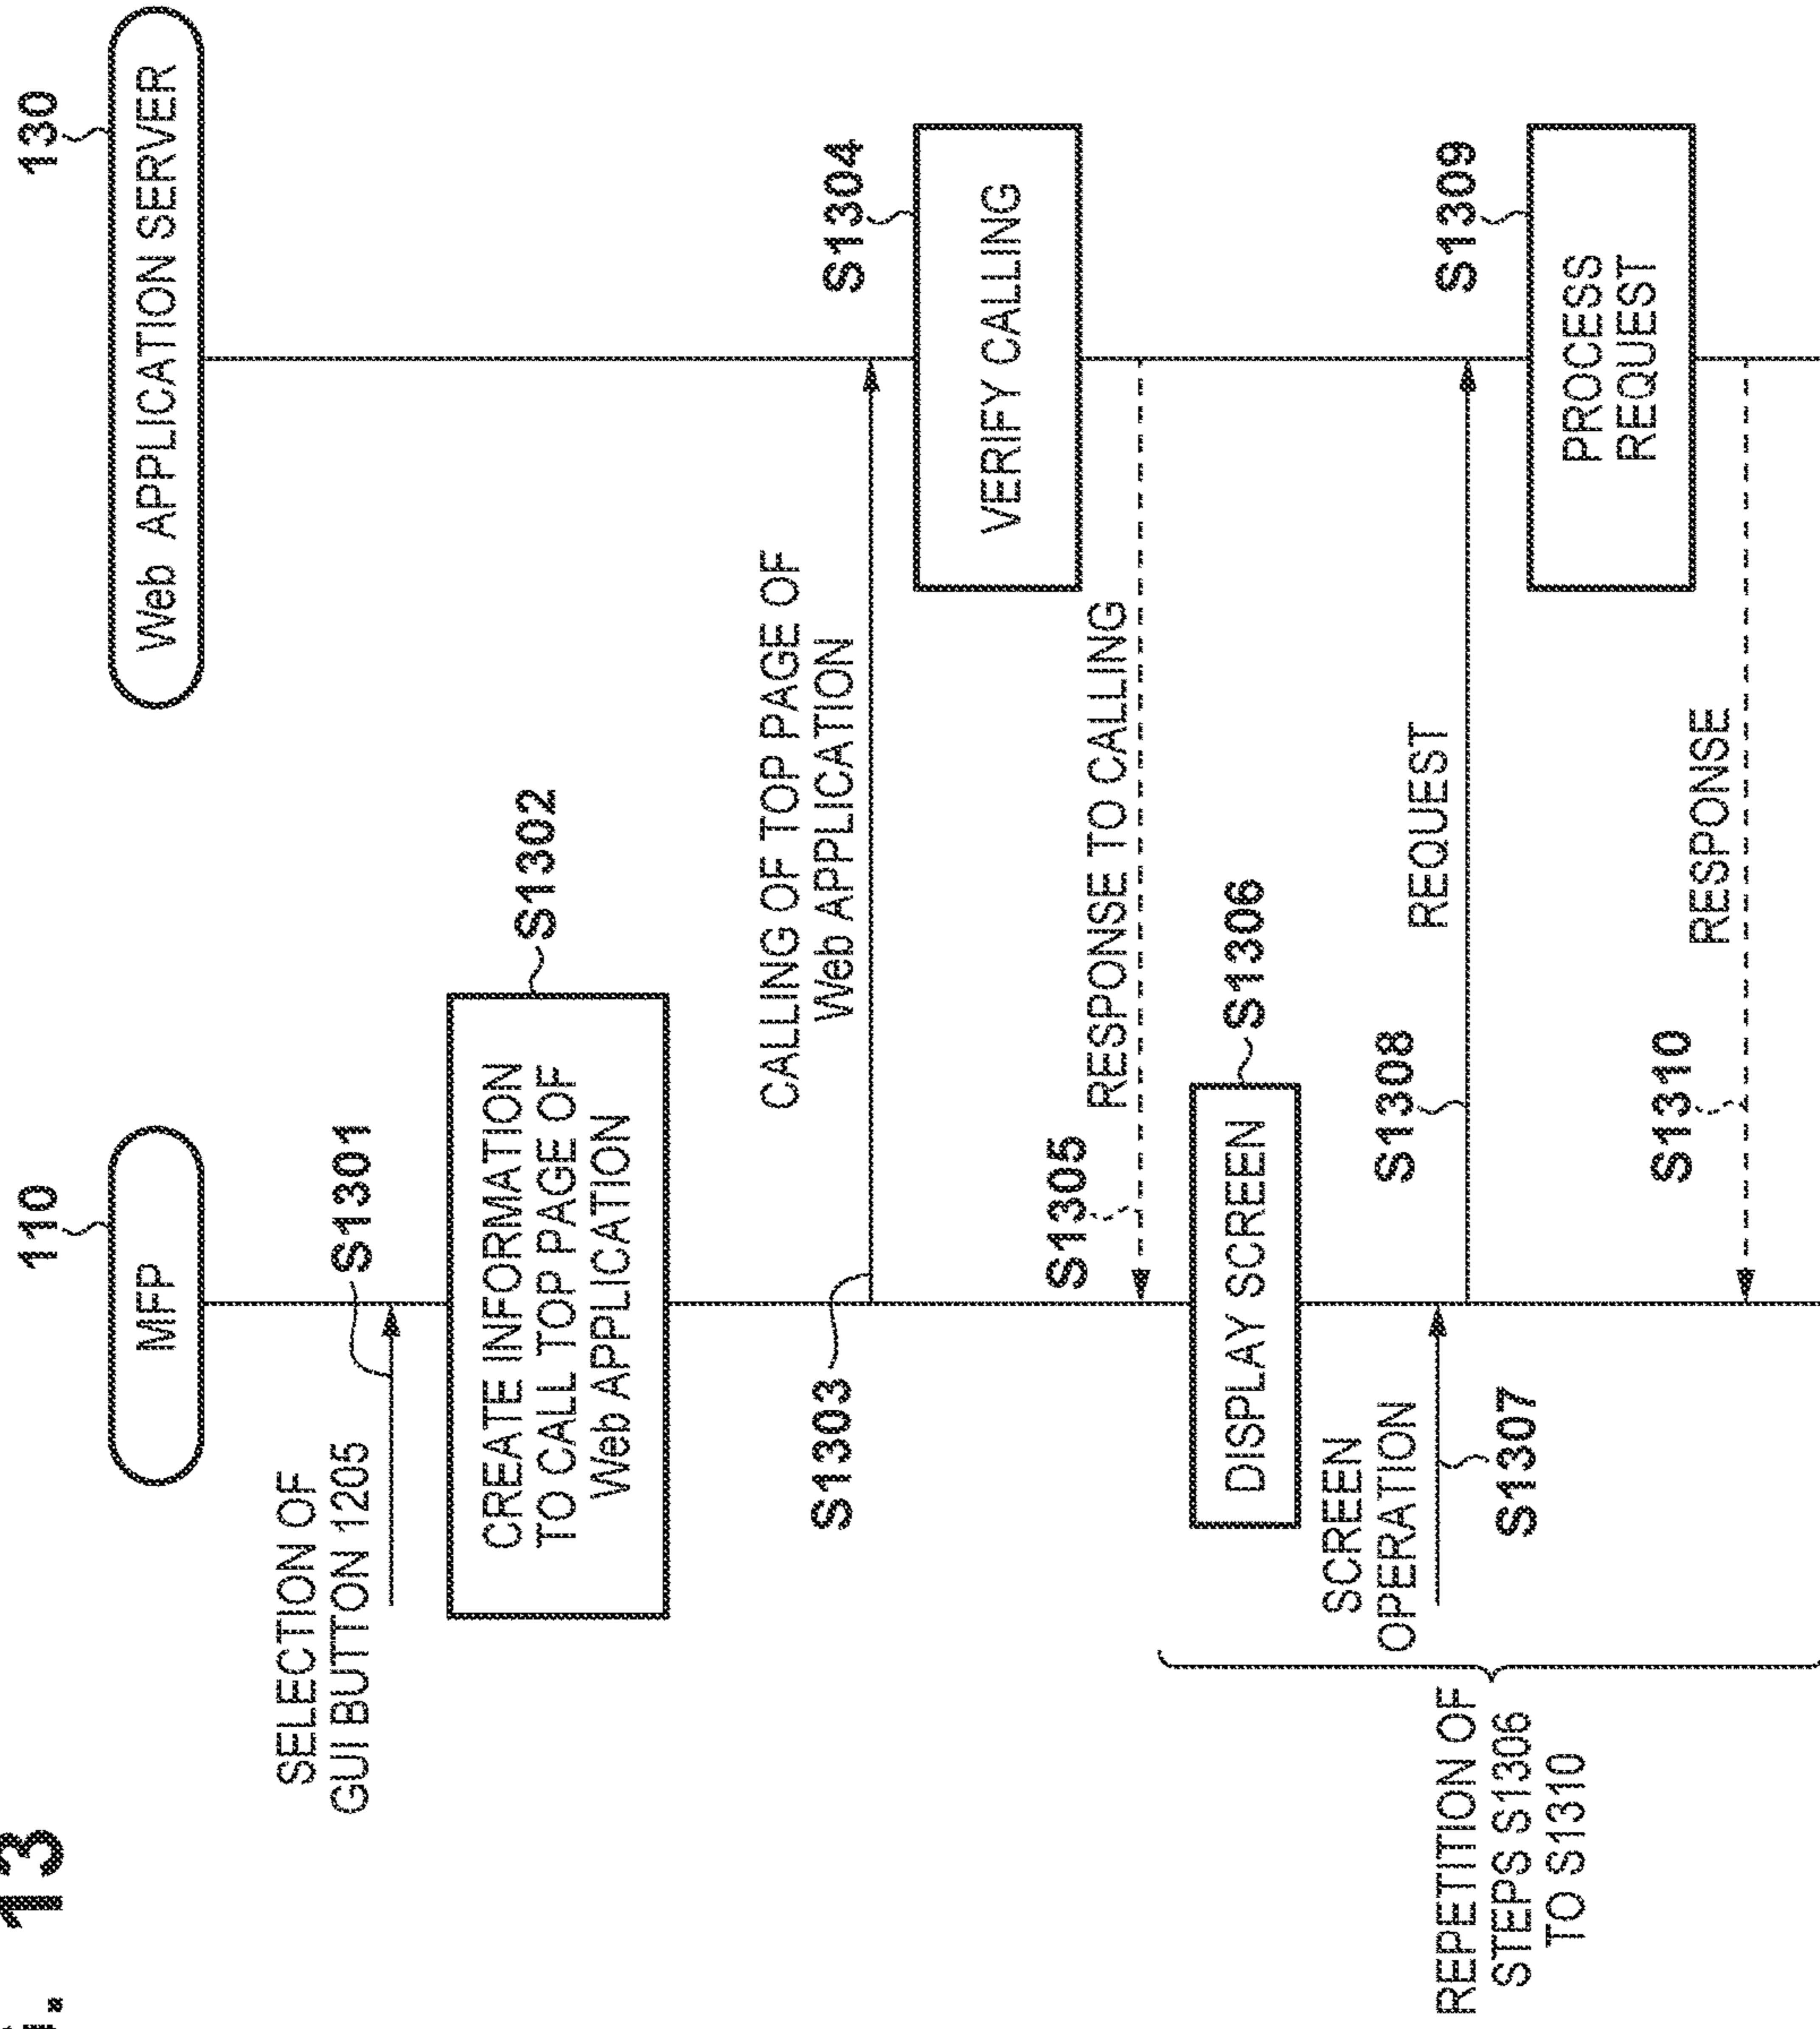 . 13
110
MFP
130
Web APPLICATION SERVER
SELECTION OF
GUI BUTTON 1205
S1301
CREATE INFORMATION
TO CALL TOP PAGE OF
Web APPLICATION
S1302
CALLING OF TOP PAGE OF
Web APPLICATION
S1303
S1304
VERIFY CALLING
S1305
RESPONSE TO CALLING
DISPLAY SCREEN
S1306
SCREEN
OPERATION
S1307
S1308
REQUEST
S1309
PROCESS
REQUEST
S1310
RESPONSE
REPETITION OF
STEPS S1306
TO S1310